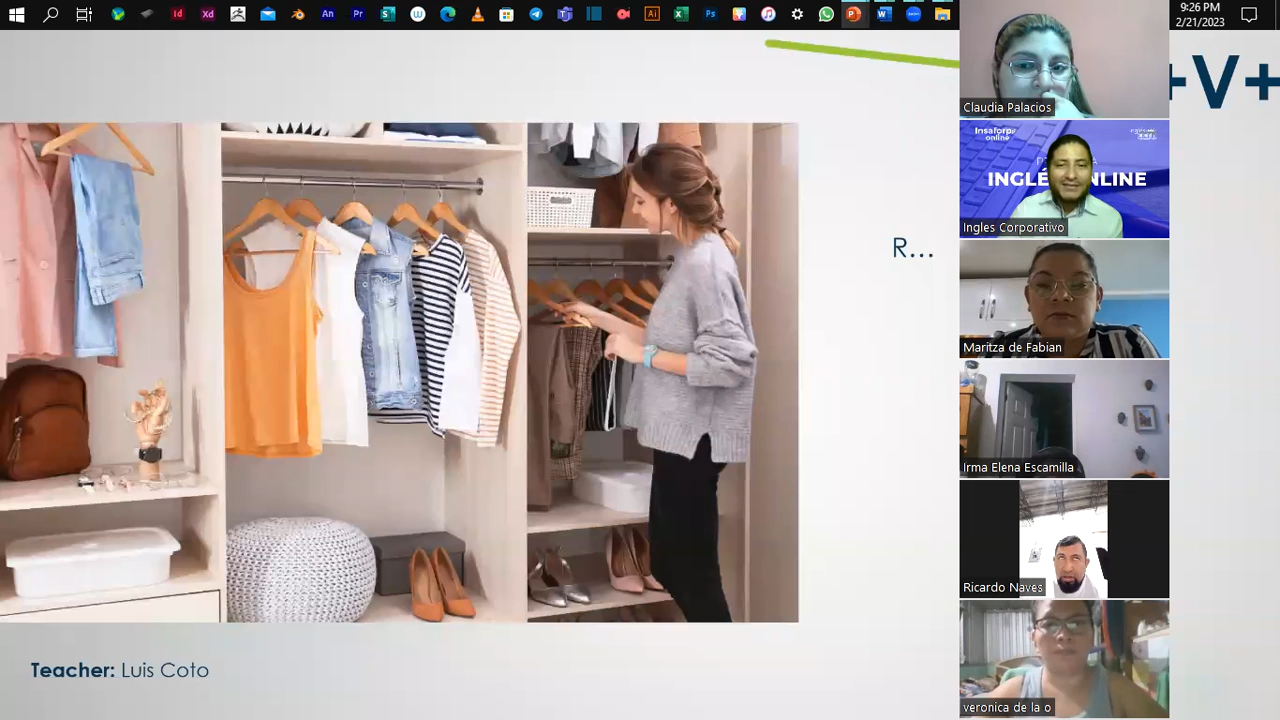 9:26 PM
2/21/2023
+V+
R...
Teacher: Luis Coto
Claudia Palacios
Insaforp
online
INGLÉS ONLINE
Ingles Corporativo
Maritza de Fabian
Irma Elena Escamilla
Ricardo Naves
veronica de la o